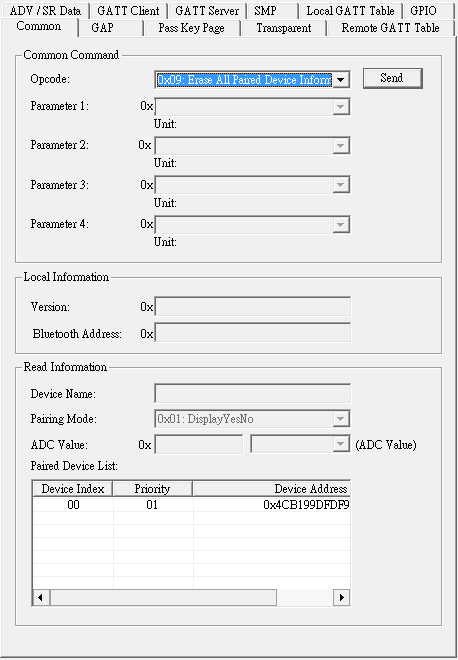 ADV / SR Data GATT Client GATT Server SMP Local GATT Table GPIO
Common GAP Pass Key Page Transparent Remote GATT Table
Common Command
Opcode: 0x09: Erase All Paired Device Inform Send
Parameter 1: 0x
Unit:
Parameter 2: 0x
Unit:
Parameter 3: 0x
Unit:
Parameter 4: 0x
Unit:
Local Information
Version: 0x
Bluetooth Address: 0x
Read Information
Device Name:
Pairing Mode: 0x01: DisplayYesNo
ADC Value: 0x (ADC Value)
Paired Device List:
Device Index Priority Device Address
00 01 0x4CB199DFDF9